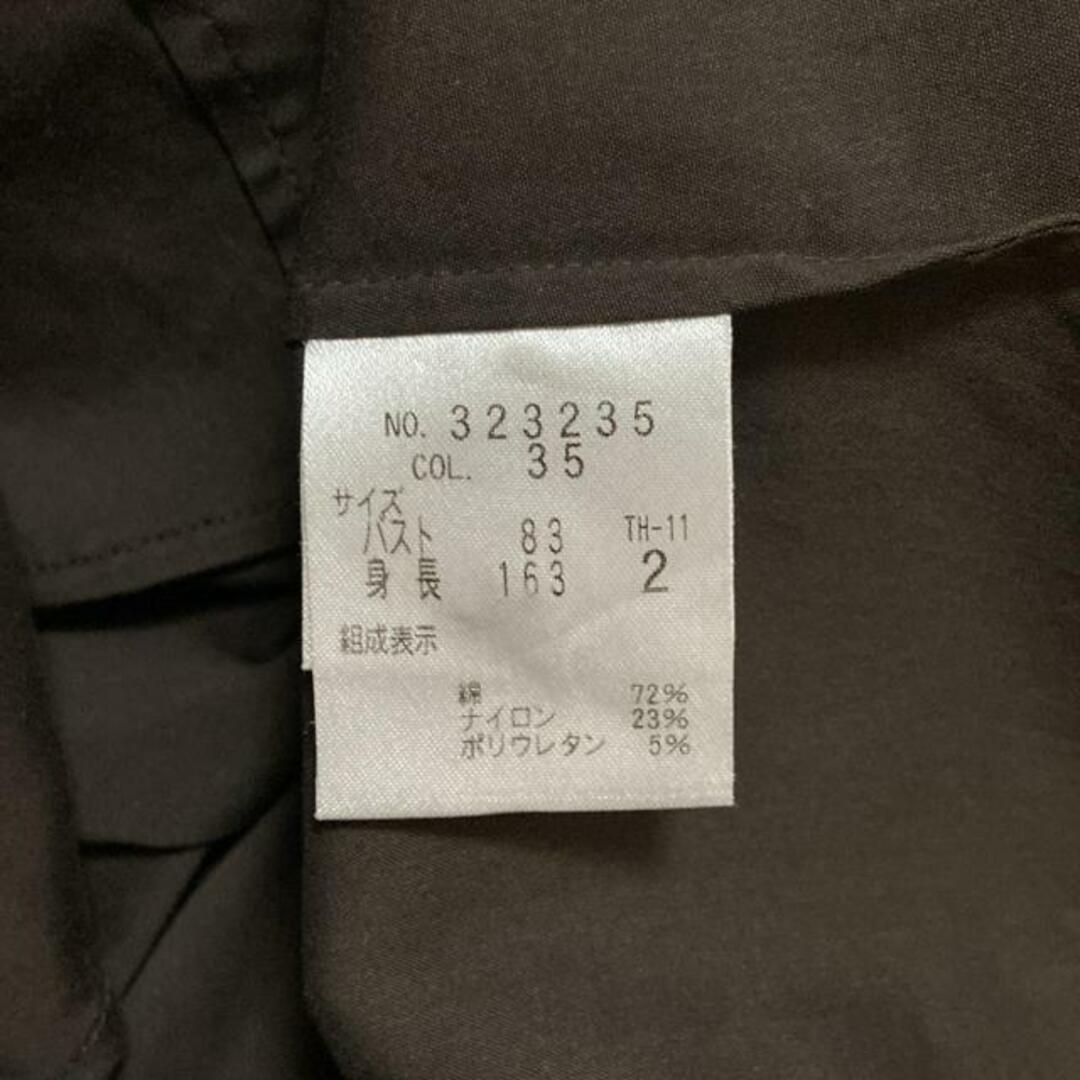 NO. 323235
COL. 35
サイズ
バスト 83 TH-11
身長 163 2
組成表示
綿 72%
ナイロン 23%
ポリウレタン 5%